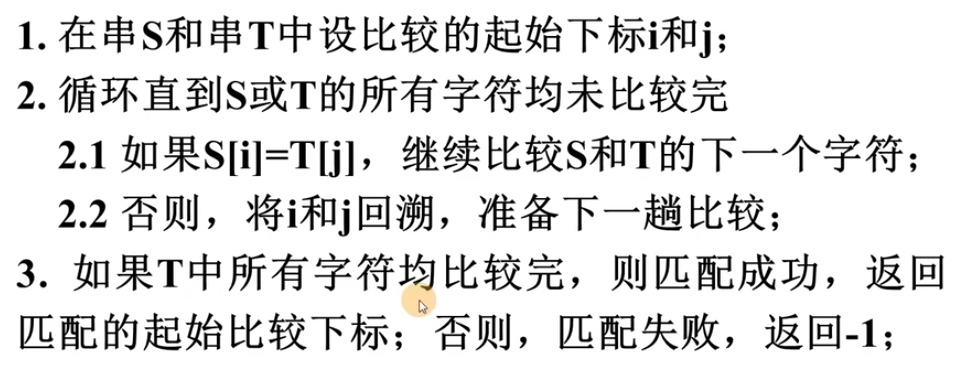 1. 在串S和串T中设比较的起始下标i和j；
2. 循环直到S或T的所有字符均未比较完
2.1 如果S[i]=T[j]，继续比较S和T的下一个字符；
2.2 否则，将i和j回溯，准备下一趟比较；
3. 如果T中所有字符均比较完，则匹配成功，返回
匹配的起始比较下标；否则，匹配失败，返回-1；